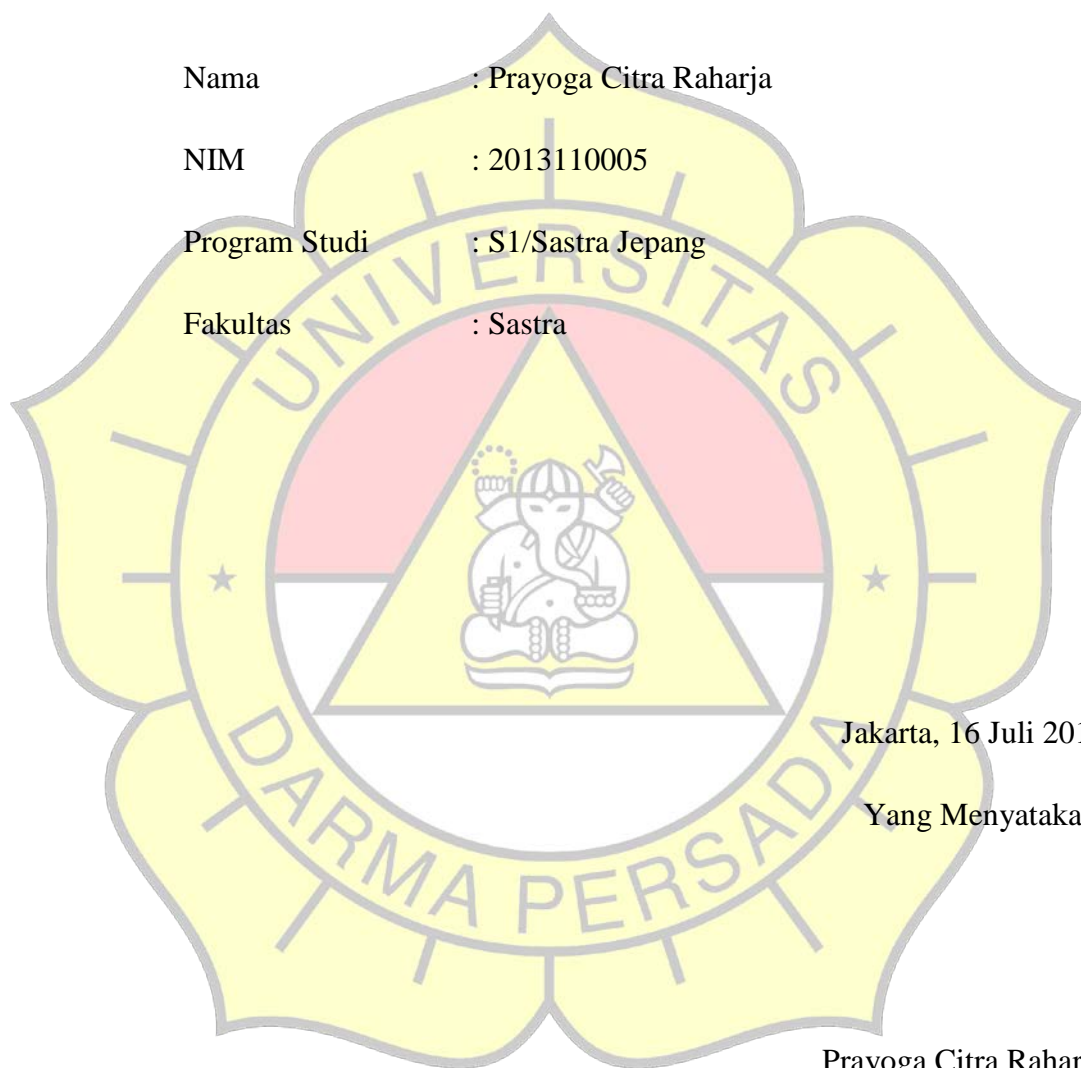 Nama : Prayoga Citra Raharja
NIM : 2013110005
Program Studi : S1/Sastra Jepang
Fakultas : Sastra
UNIVERSITAS
DARMA PERSADA
Jakarta, 16 Juli 201
Yang Menyataka
Prayoga Citra Rahar